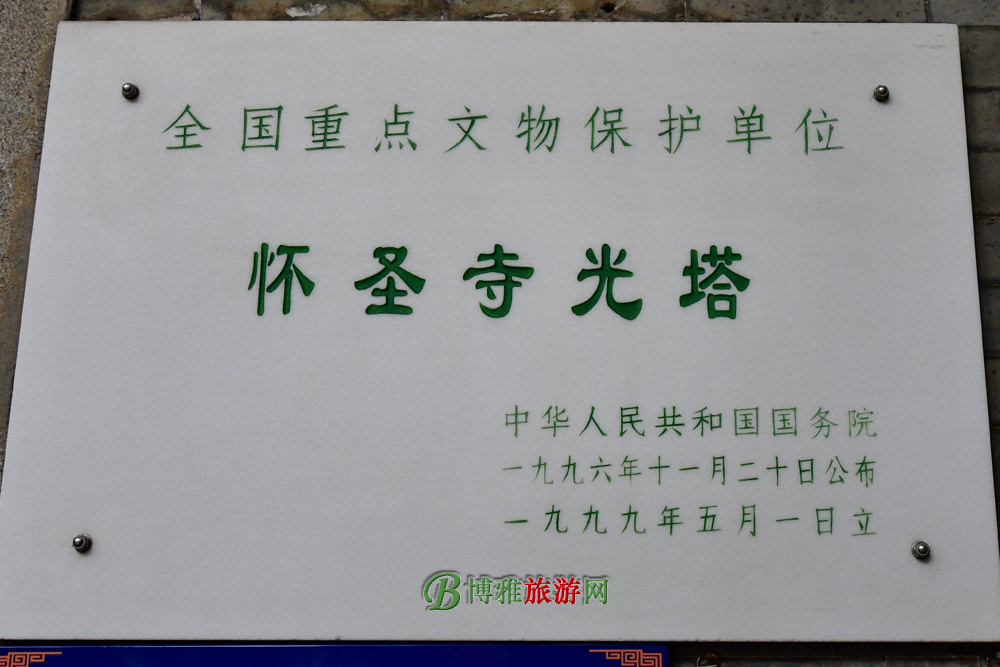 全国重点文物保护单位
怀圣寺光塔
中华人民共和国国务院
一九九六年十一月二十日公布
一九九九年五月一日立
B博雅旅游网